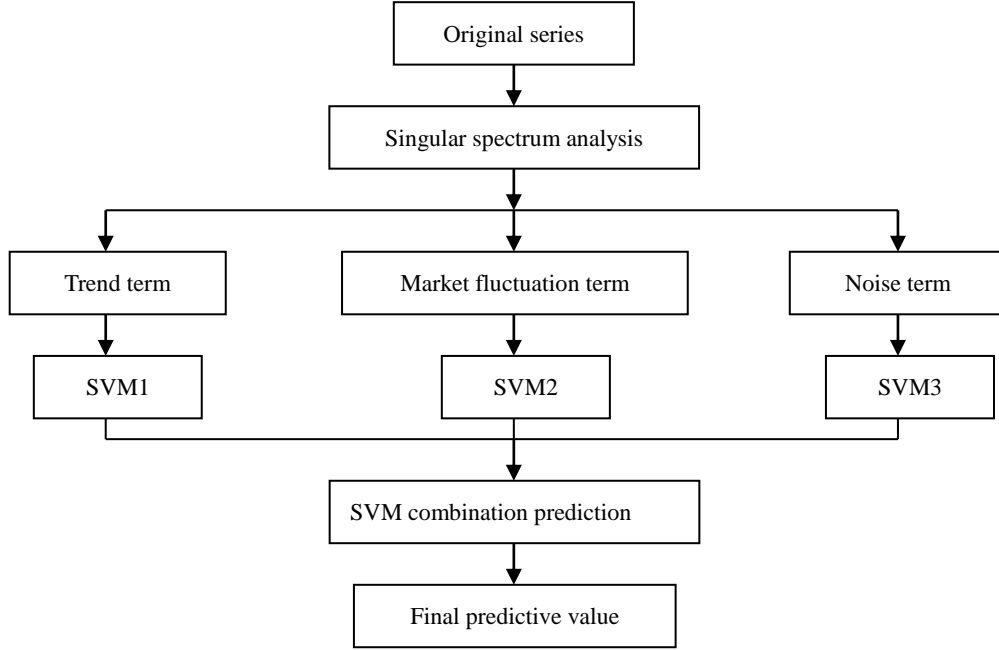 Original series
Singular spectrum analysis
Trend term
Market fluctuation term
Noise term
SVM1
SVM2
SVM3
SVM combination prediction
Final predictive value